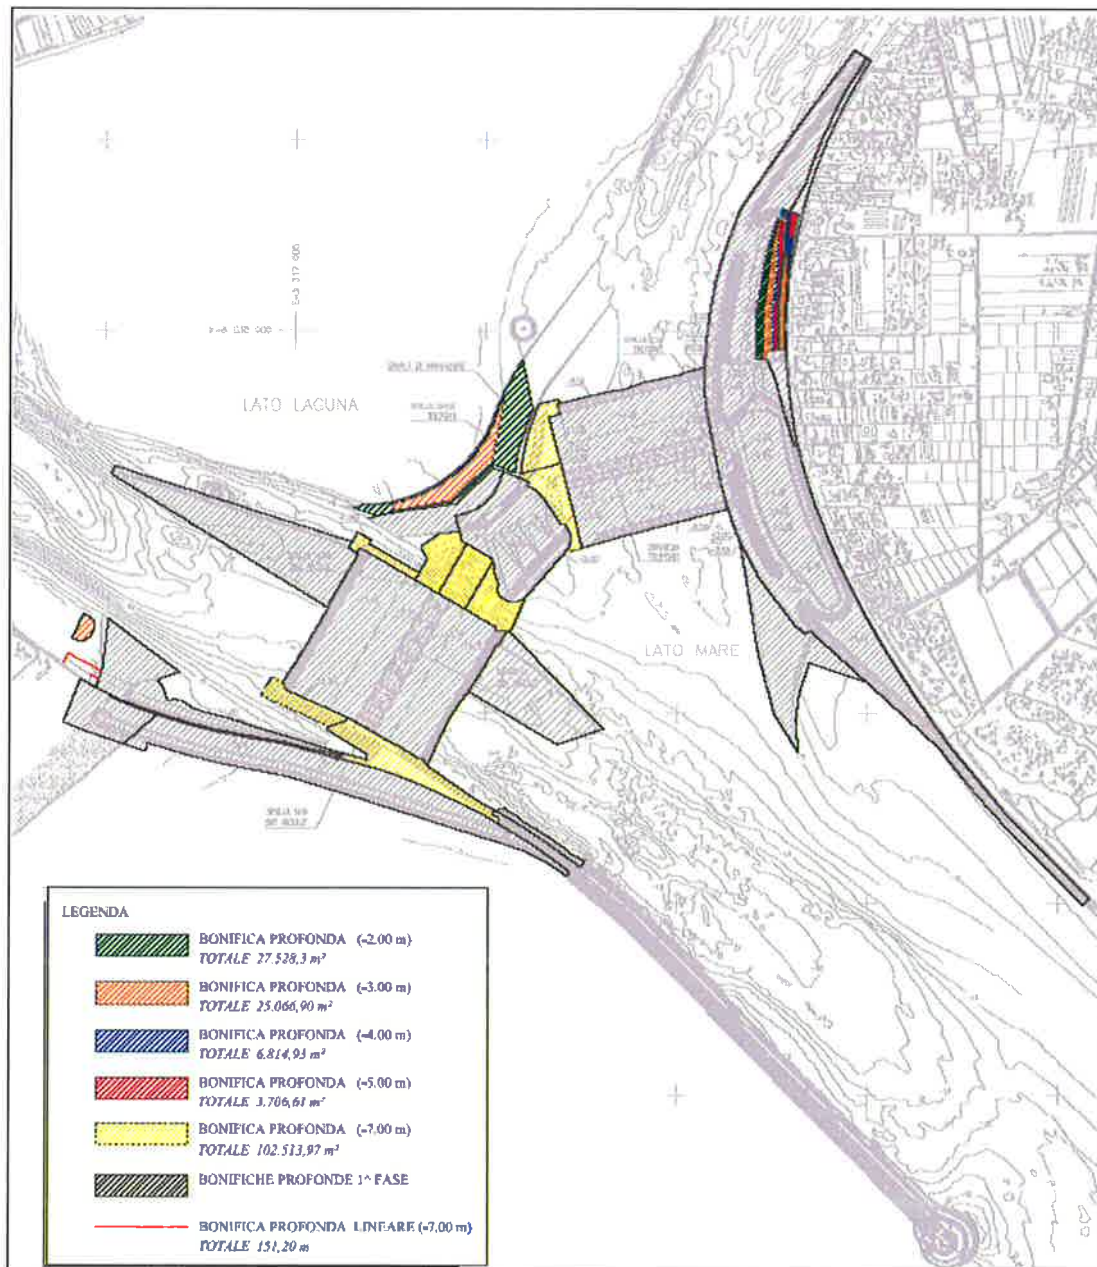 LATO LAGUNA
LATO MARE
LEGENDA
BONIFICA PROFONDA (-2.00 m)
TOTALE 27.528,3 m²
BONIFICA PROFONDA (-3.00 m)
TOTALE 25.066,90 m²
BONIFICA PROFONDA (-4.00 m)
TOTALE 6.814,93 m²
BONIFICA PROFONDA (-5.00 m)
TOTALE 3.706,61 m²
BONIFICA PROFONDA (-7.00 m)
TOTALE 102.513,97 m²
BONIFICHE PROFONDE 1^ FASE
BONIFICA PROFONDA LINEARE (-7,00 m)
TOTALE 151,20 m